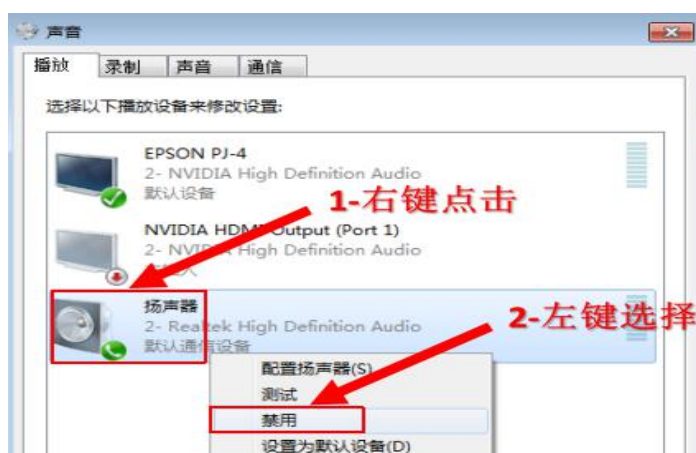 声音
播放 录制 声音 通信
选择以下播放设备来修改设置:
EPSON PJ-4
2- NVIDIA High Definition Audio
默认设备
1-右键点击
NVIDIA HDMI Output (Port 1)
2- NVIDIA High Definition Audio
扬声器
2- Realtek High Definition Audio
默认通信设备
2-左键选择
配置扬声器(S)
测试
禁用
设置为默认设备(D)